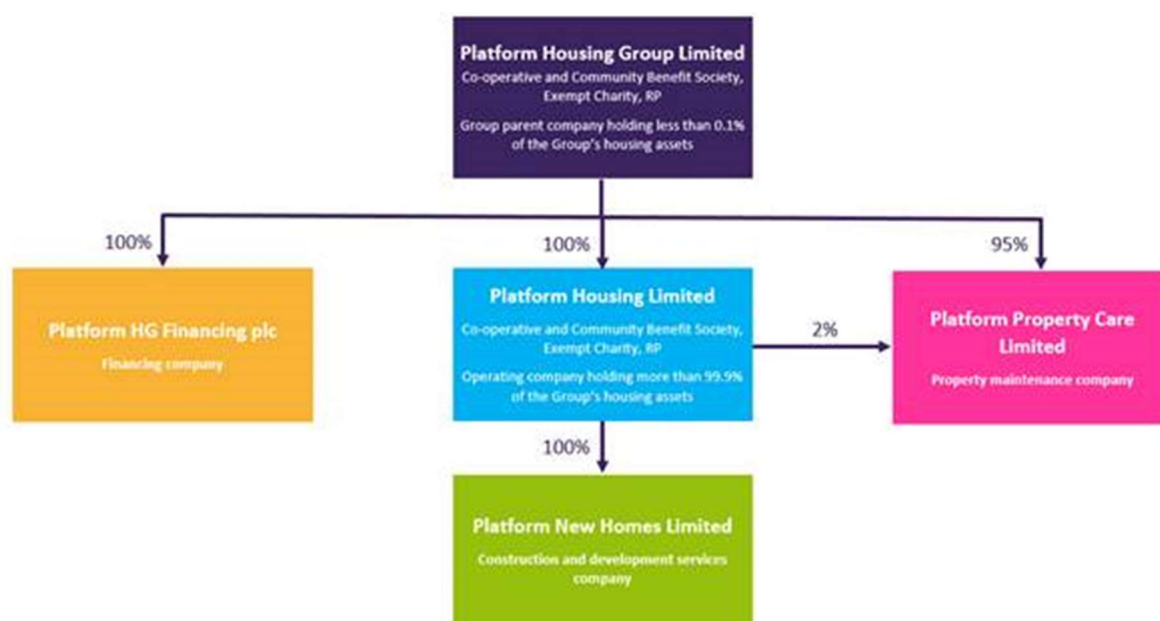 Platform Housing Group Limited
Co-operative and Community Benefit Society,
Exempt Charity, RP
Group parent company holding less than 0.1%
of the Group's housing assets
100%
100%
95%
Platform HG Financing plc
Financing company
Platform Housing Limited
Co-operative and Community Benefit Society,
Exempt Charity, RP
Operating company holding more than 99.9%
of the Group's housing assets
2%
Platform Property Care
Limited
Property maintenance company
100%
Platform New Homes Limited
Construction and development services
company